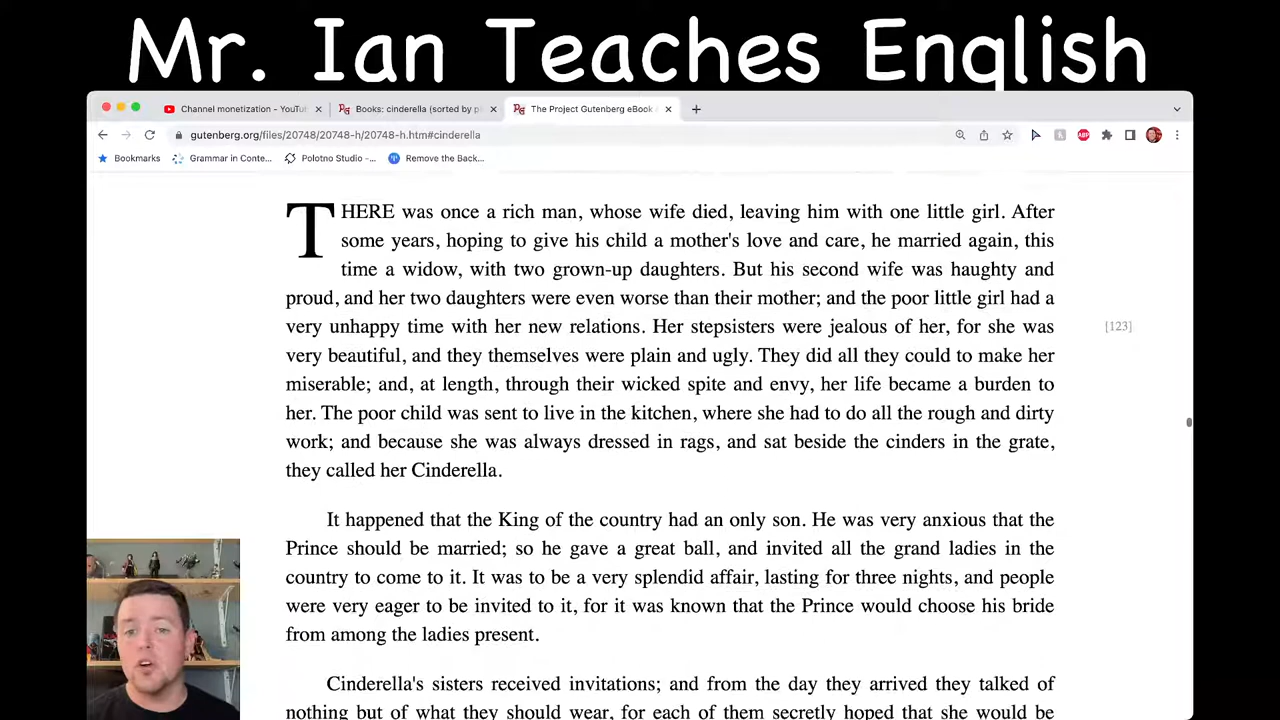 Mr. Ian Teaches English
Channel monetization - YouTu
Books: cinderella (sorted by p
The Project Gutenberg eBook
gutenberg.org/files/20748/20748-h/20748-h.htm#cinderella
ABP
Bookmarks
Grammar in Conte...
Polotno Studio -...
Remove the Back...
THERE was once a rich man, whose wife died, leaving him with one little girl. After
some years, hoping to give his child a mother's love and care, he married again, this
time a widow, with two grown-up daughters. But his second wife was haughty and
proud, and her two daughters were even worse than their mother; and the poor little girl had a
very unhappy time with her new relations. Her stepsisters were jealous of her, for she was
[123]
very beautiful, and they themselves were plain and ugly. They did all they could to make her
miserable; and, at length, through their wicked spite and envy, her life became a burden to
her. The poor child was sent to live in the kitchen, where she had to do all the rough and dirty
work; and because she was always dressed in rags, and sat beside the cinders in the grate,
they called her Cinderella.
It happened that the King of the country had an only son. He was very anxious that the
Prince should be married; so he gave a great ball, and invited all the grand ladies in the
country to come to it. It was to be a very splendid affair, lasting for three nights, and people
were very eager to be invited to it, for it was known that the Prince would choose his bride
from among the ladies present.
Cinderella's sisters received invitations; and from the day they arrived they talked of
nothing but of what they should wear, for each of them secretly hoped that she would be